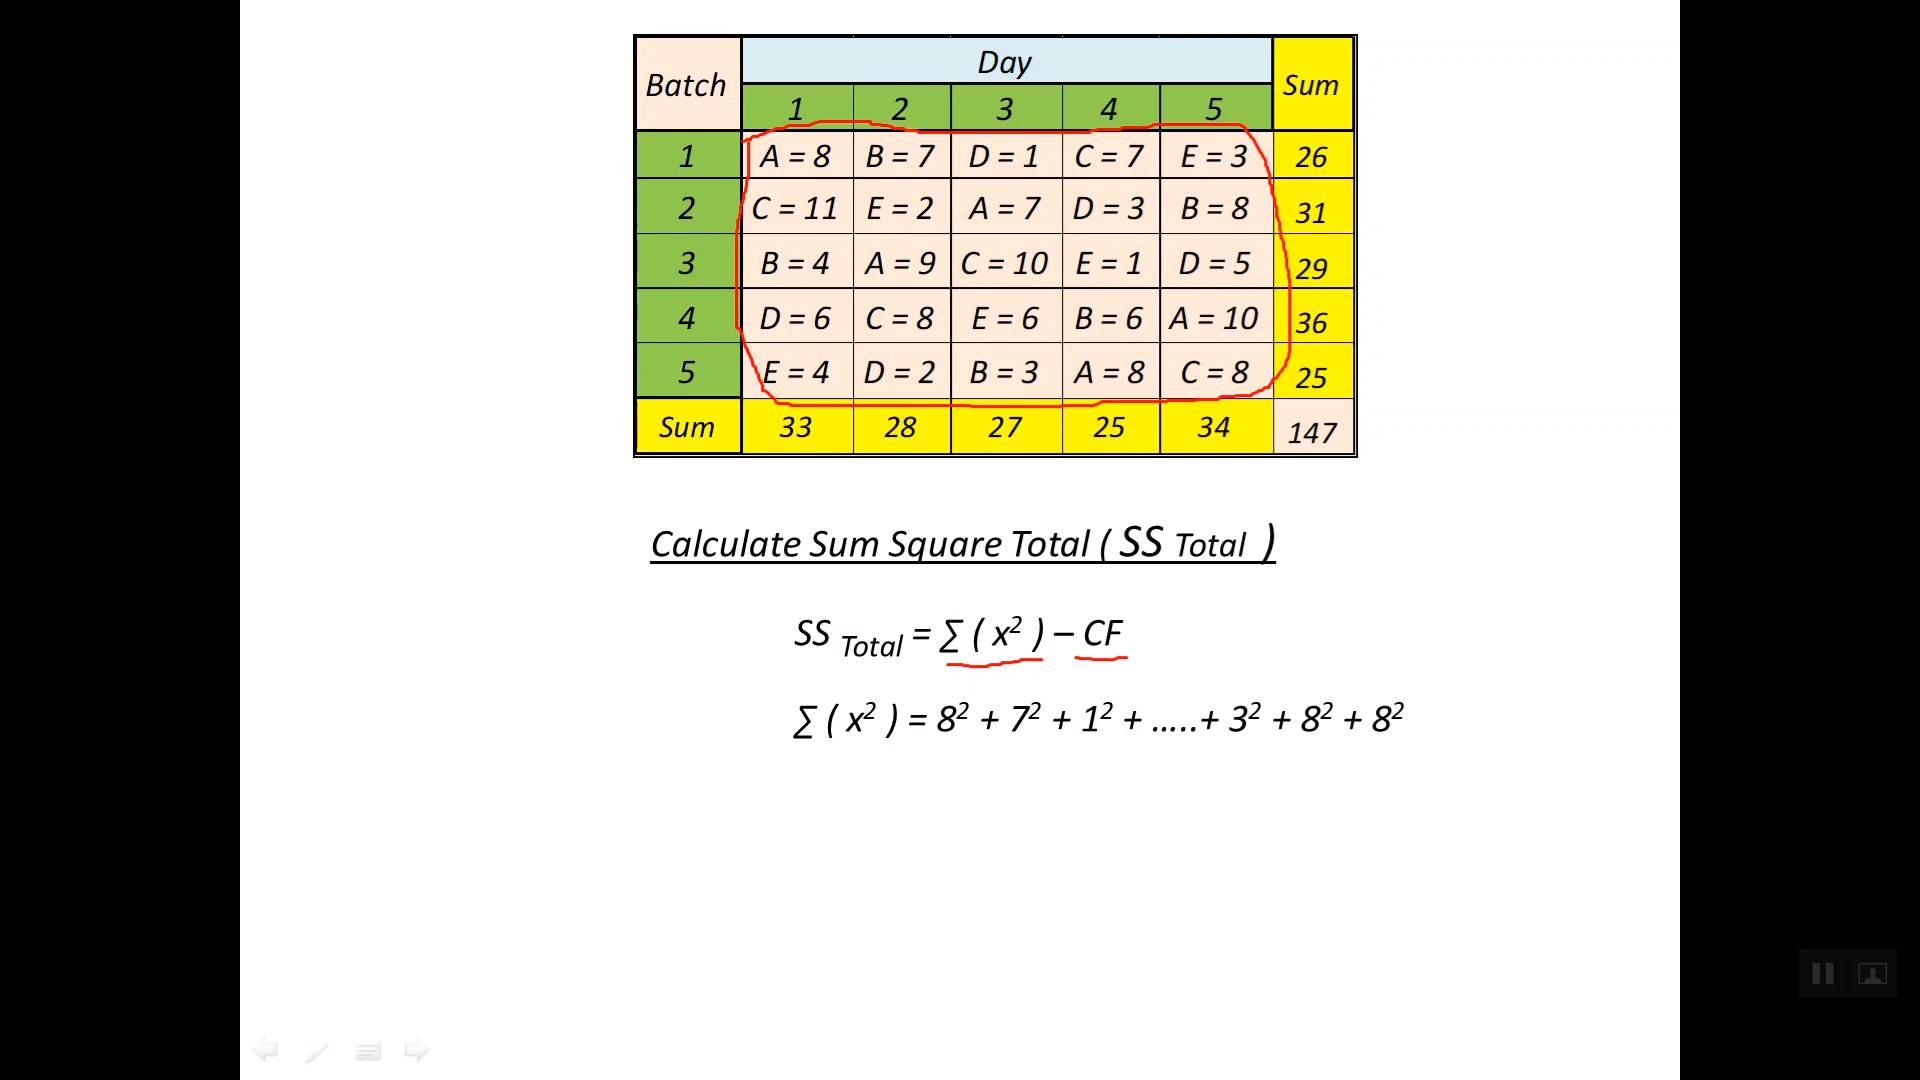 Batch Day Sum
1 2 3 4 5
1 A = 8 B = 7 D = 1 C = 7 E = 3 26
2 C = 11 E = 2 A = 7 D = 3 B = 8 31
3 B = 4 A = 9 C = 10 E = 1 D = 5 29
4 D = 6 C = 8 E = 6 B = 6 A = 10 36
5 E = 4 D = 2 B = 3 A = 8 C = 8 25
Sum 33 28 27 25 34 147
Calculate Sum Square Total ( SS Total )
SS Total = ∑ ( x² ) – CF
∑ ( x² ) = 8² + 7² + 1² + …..+ 3² + 8² + 8²